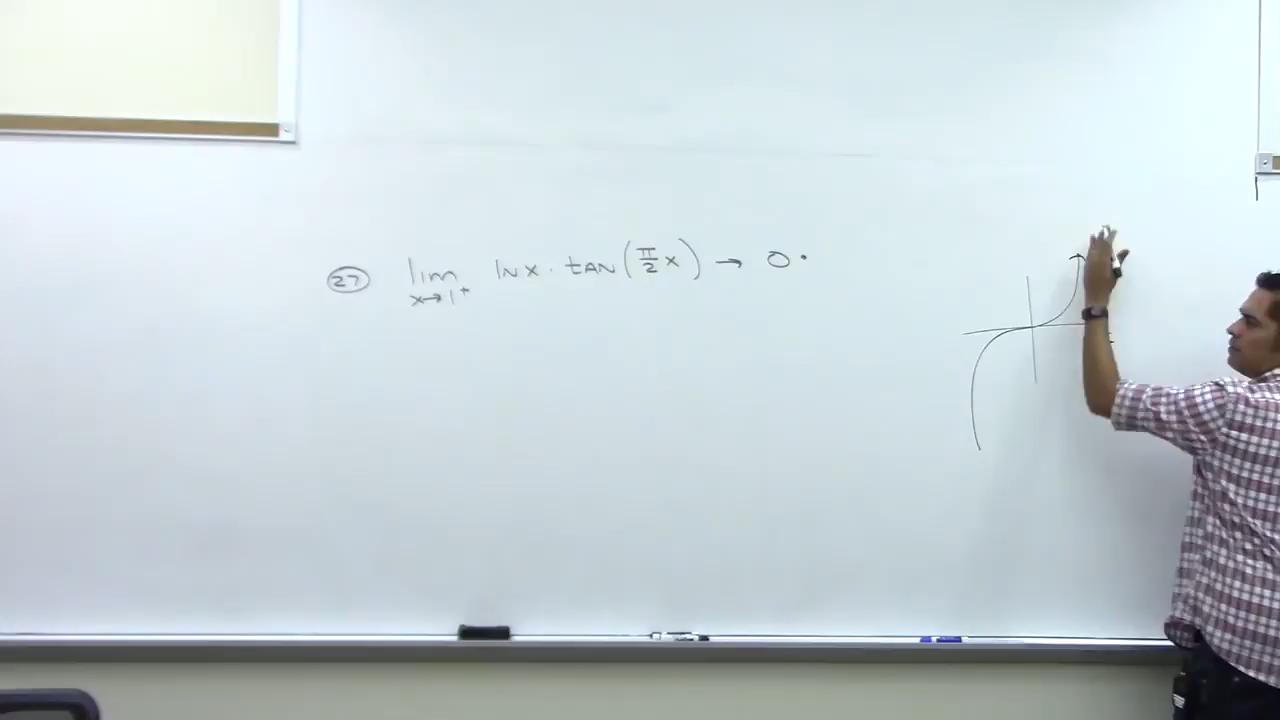 27 lim x→1⁺ ln x · tan(π/2 x) → 0 ·